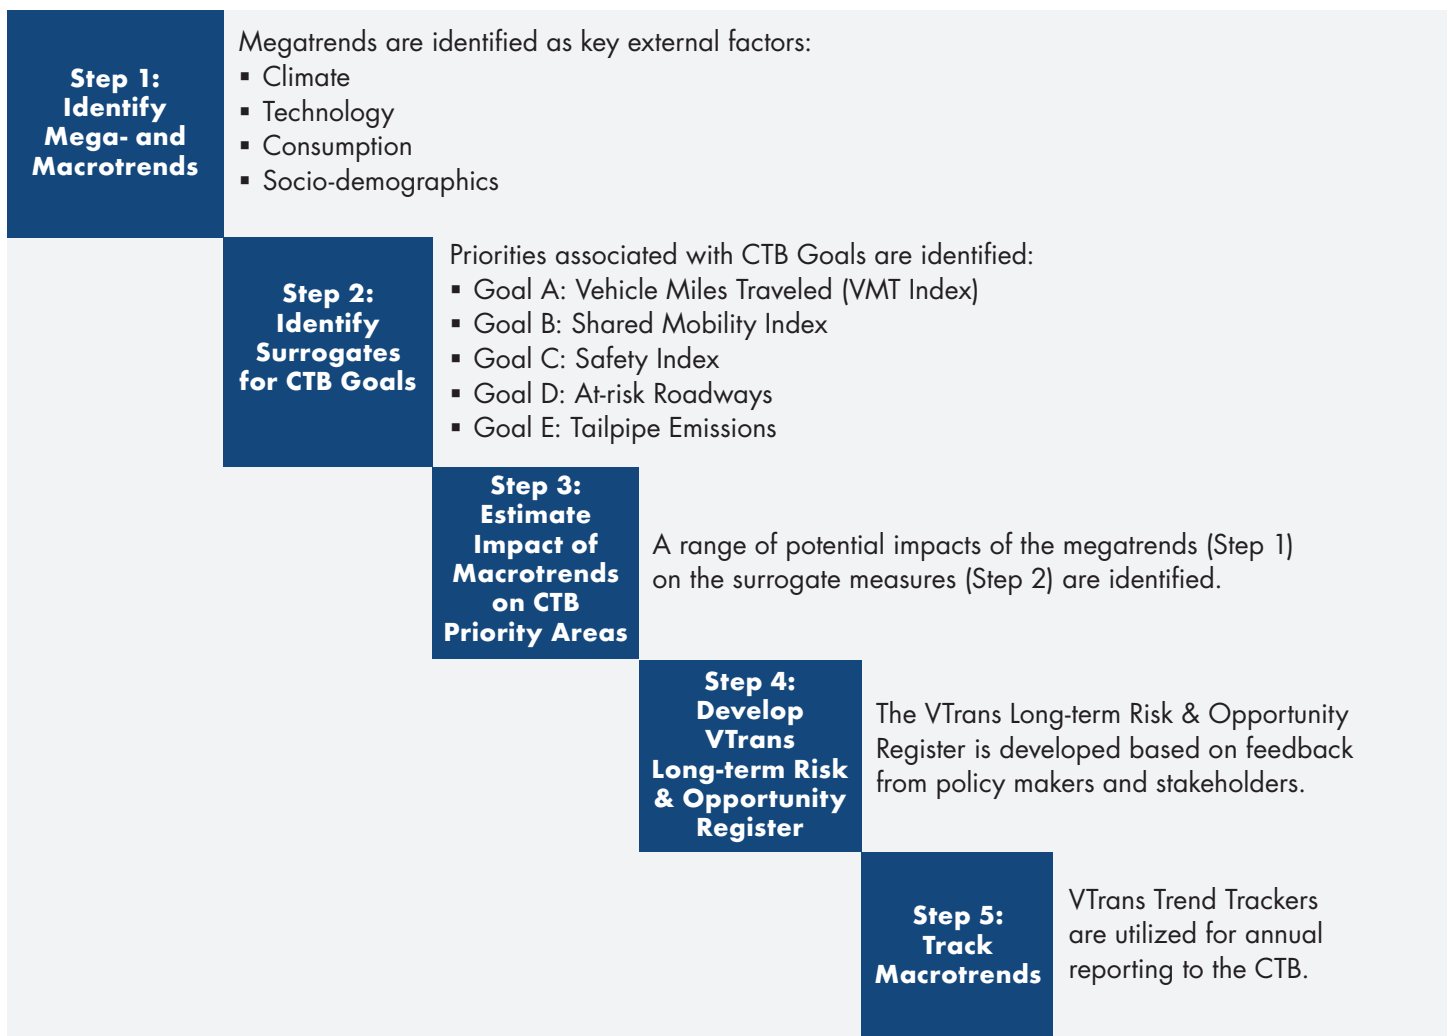 Step 1:
Identify
Mega- and
Macrotrends
Megatrends are identified as key external factors:
▪ Climate
▪ Technology
▪ Consumption
▪ Socio-demographics
Step 2:
Identify
Surrogates
for CTB Goals
Priorities associated with CTB Goals are identified:
▪ Goal A: Vehicle Miles Traveled (VMT Index)
▪ Goal B: Shared Mobility Index
▪ Goal C: Safety Index
▪ Goal D: At-risk Roadways
▪ Goal E: Tailpipe Emissions
Step 3:
Estimate
Impact of
Macrotrends
on CTB
Priority Areas
A range of potential impacts of the megatrends (Step 1)
on the surrogate measures (Step 2) are identified.
Step 4:
Develop
VTrans
Long-term Risk
& Opportunity
Register
The VTrans Long-term Risk & Opportunity
Register is developed based on feedback
from policy makers and stakeholders.
Step 5:
Track
Macrotrends
VTrans Trend Trackers
are utilized for annual
reporting to the CTB.